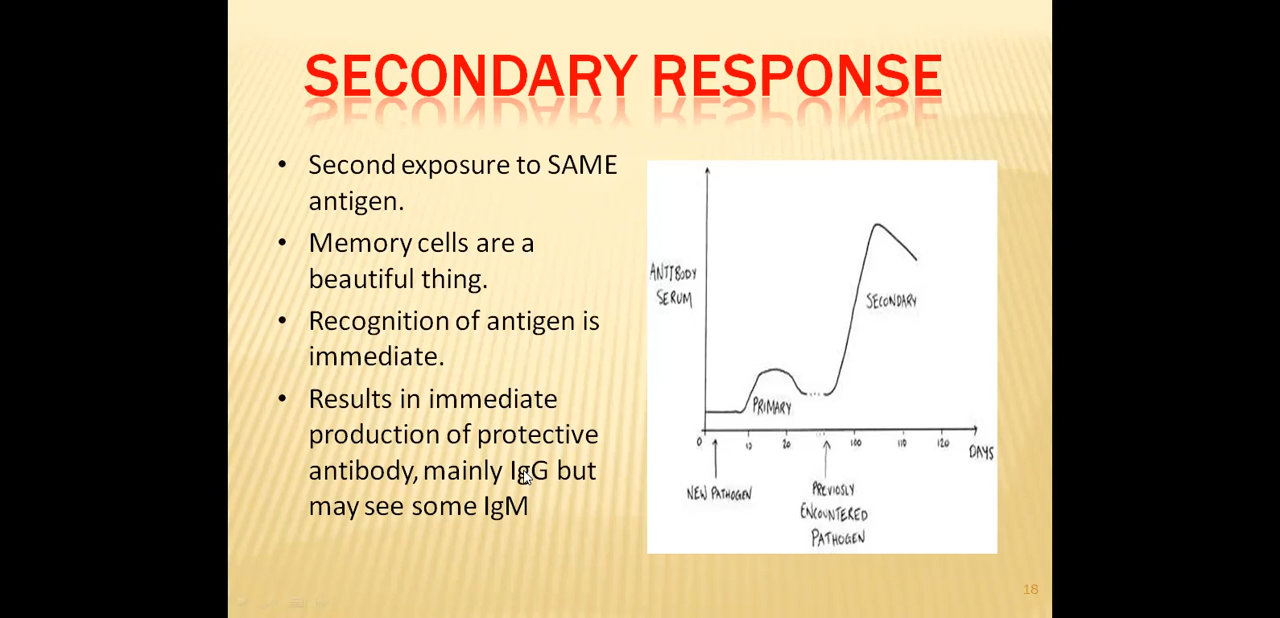 SECONDARY RESPONSE
• Second exposure to SAME
antigen.
• Memory cells are a
beautiful thing.
• Recognition of antigen is
immediate.
• Results in immediate
production of protective
antibody, mainly IgG but
may see some IgM
ANTIBODY
SERUM
SECONDARY
PRIMARY
0 10 20 100 110 120
DAYS
NEW PATHOGEN
PREVIOSLY
ENCOUNTERED
PATHOGEN
18